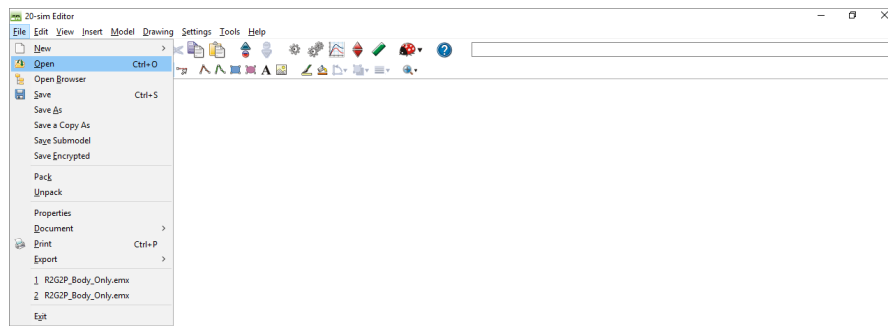 20-sim Editor
File Edit View Insert Model Drawing Settings Tools Help
New
Open Ctrl+O
Open Browser
Save Ctrl+S
Save As
Save a Copy As
Save Submodel
Save Encrypted
Pack
Unpack
Properties
Document
Print Ctrl+P
Export
1 R2G2P_Body_Only.emx
2 R2G2P_Body_Only.emx
Exit